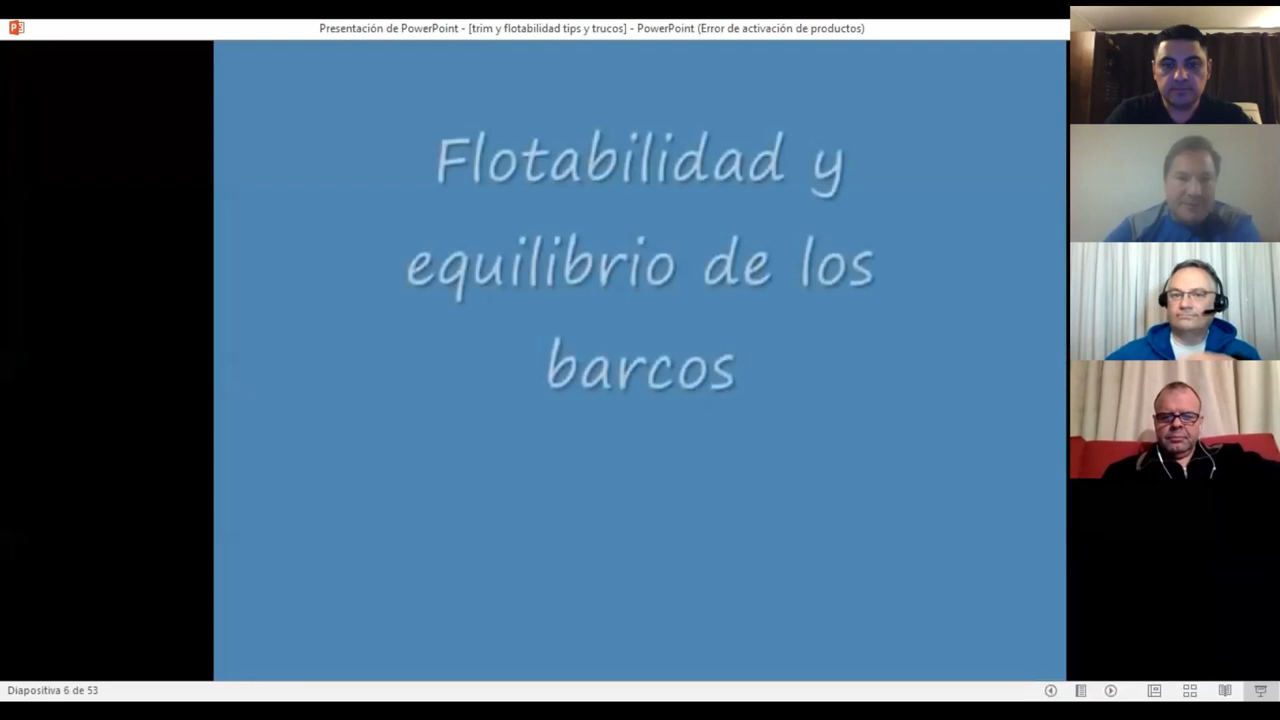 Presentación de PowerPoint - [trim y flotabilidad tips y trucos] - PowerPoint (Error de activación de productos)
Flotabilidad y
equilibrio de los
barcos
Diapositiva 6 de 53